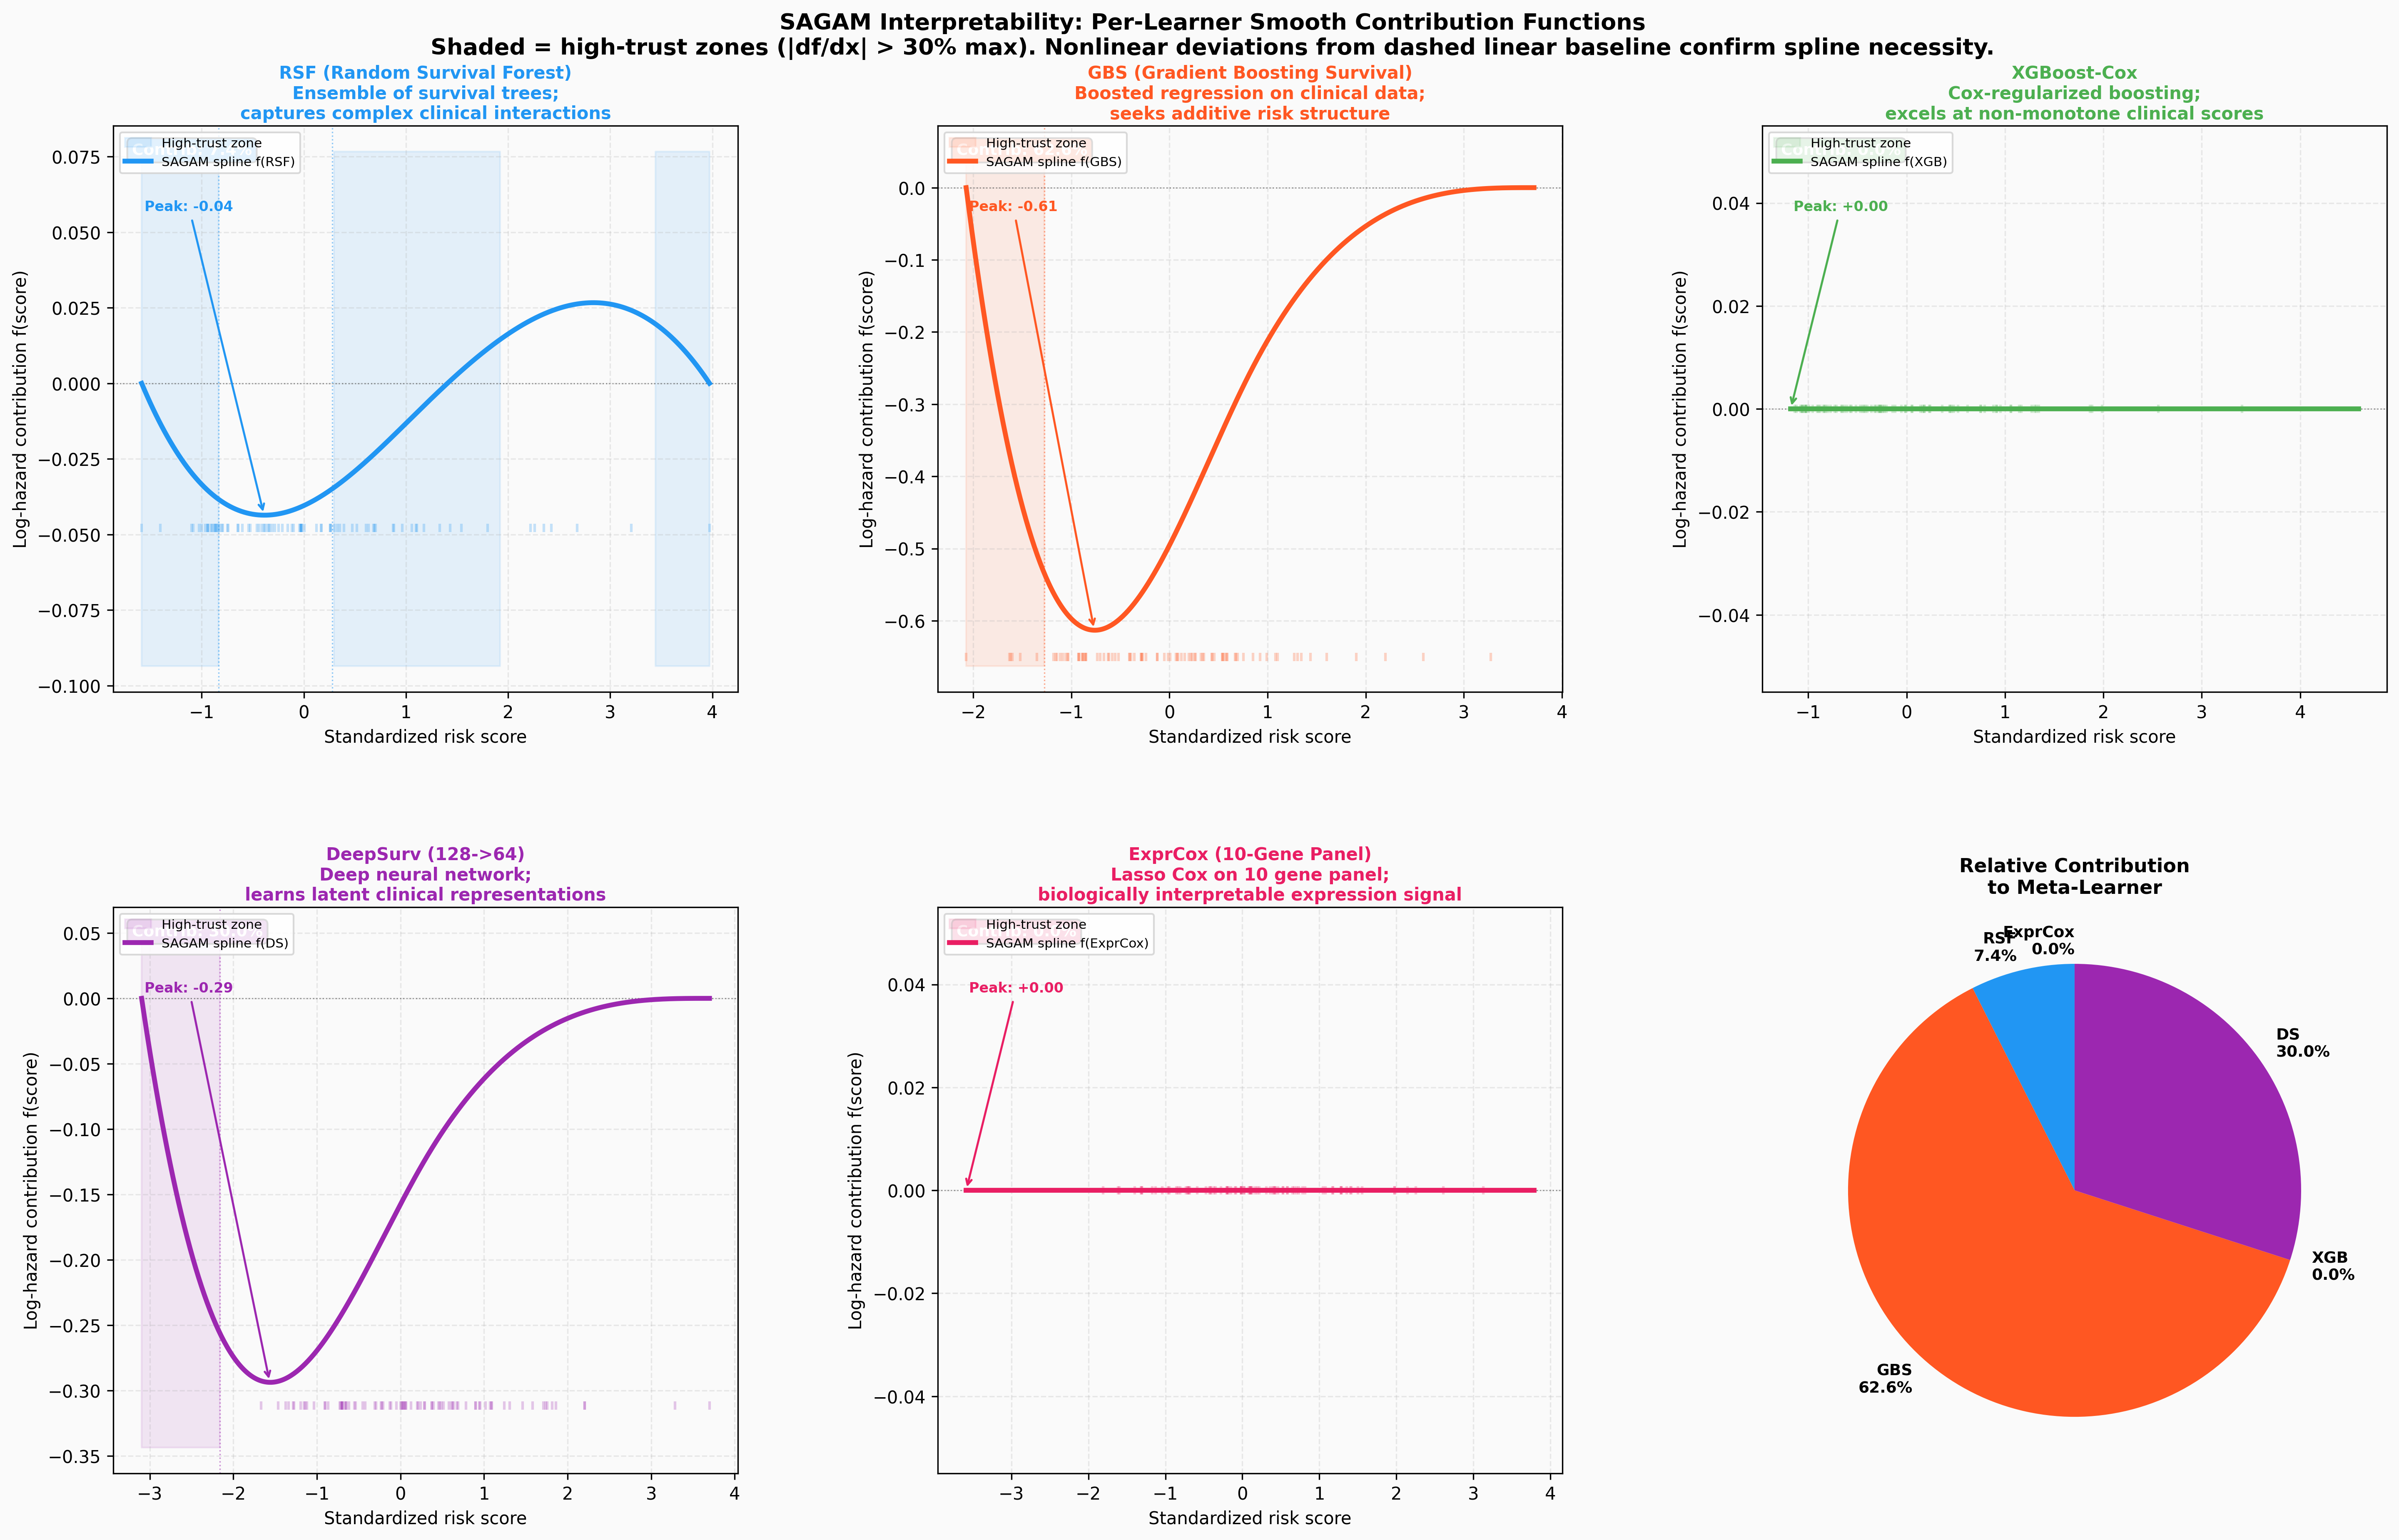 SAGAM Interpretability: Per-Learner Smooth Contribution Functions
Shaded = high-trust zones (|df/dx| > 30% max). Nonlinear deviations from dashed linear baseline confirm spline necessity.
RSF (Random Survival Forest)
Ensemble of survival trees;
captures complex clinical interactions
High-trust zone
SAGAM spline f(RSF)
Peak: -0.04
Log-hazard contribution f(score)
0.075
0.050
0.025
0.000
−0.025
−0.050
−0.075
−0.100
−1 0 1 2 3 4
Standardized risk score
GBS (Gradient Boosting Survival)
Boosted regression on clinical data;
seeks additive risk structure
High-trust zone
SAGAM spline f(GBS)
Peak: -0.61
Log-hazard contribution f(score)
0.0
−0.1
−0.2
−0.3
−0.4
−0.5
−0.6
−2 −1 0 1 2 3 4
Standardized risk score
XGBoost-Cox
Cox-regularized boosting;
excels at non-monotone clinical scores
High-trust zone
SAGAM spline f(XGB)
Peak: +0.00
Log-hazard contribution f(score)
0.04
0.02
0.00
−0.02
−0.04
−1 0 1 2 3 4
Standardized risk score
DeepSurv (128->64)
Deep neural network;
learns latent clinical representations
High-trust zone
SAGAM spline f(DS)
Peak: -0.29
Log-hazard contribution f(score)
0.05
0.00
−0.05
−0.10
−0.15
−0.20
−0.25
−0.30
−0.35
−3 −2 −1 0 1 2 3 4
Standardized risk score
ExprCox (10-Gene Panel)
Lasso Cox on 10 gene panel;
biologically interpretable expression signal
High-trust zone
SAGAM spline f(ExprCox)
Peak: +0.00
Log-hazard contribution f(score)
0.04
0.02
0.00
−0.02
−0.04
−3 −2 −1 0 1 2 3 4
Standardized risk score
Relative Contribution
to Meta-Learner
RSF
7.4%
ExprCox
0.0%
DS
30.0%
XGB
0.0%
GBS
62.6%